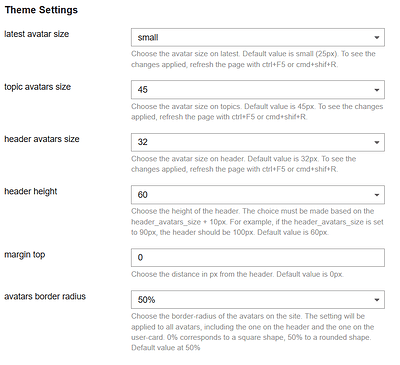 Theme Settings
latest avatar size
small
Choose the avatar size on latest. Default value is small (25px). To see the
changes applied, refresh the page with ctrl+F5 or cmd+shif+R.
topic avatars size
45
Choose the avatar size on topics. Default value is 45px. To see the changes
applied, refresh the page with ctrl+F5 or cmd+shif+R.
header avatars size
32
Choose the avatar size on header. Default value is 32px. To see the
changes applied, refresh the page with ctrl+F5 or cmd+shif+R.
header height
60
Choose the height of the header. The choice must be made based on the
header_avatars_size + 10px. For example, if the header_avatars_size is set
to 90px, the header should be 100px. Default value is 60px.
margin top
0
Choose the distance in px from the header. Default value is 0px.
avatars border radius
50%
Choose the border-radius of the avatars on the site. The setting will be
applied to all avatars, including the one on the header and the one on the
user-card. 0% corresponds to a square shape, 50% to a rounded shape.
Default value at 50%